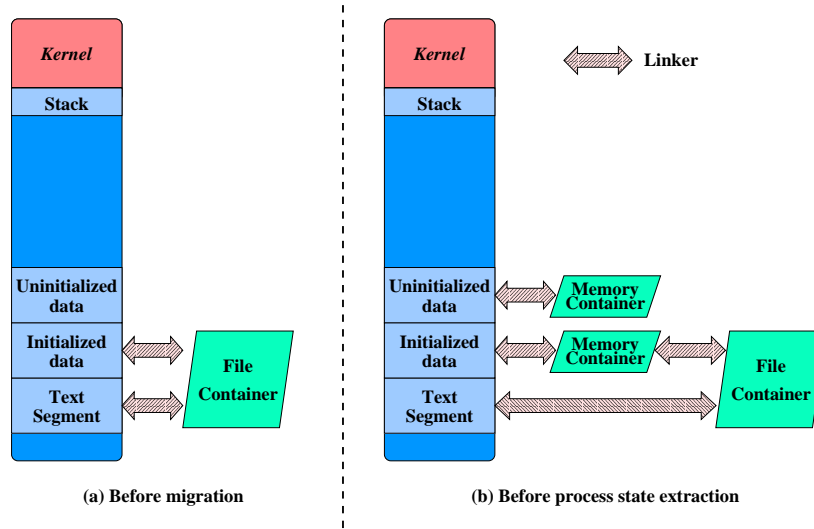 Kernel
Stack
Uninitialized
data
Initialized
data
Text
Segment
File
Container
(a) Before migration
Kernel
Linker
Stack
Uninitialized
data
Memory
Container
Initialized
data
Memory
Container
File
Container
Text
Segment
(b) Before process state extraction